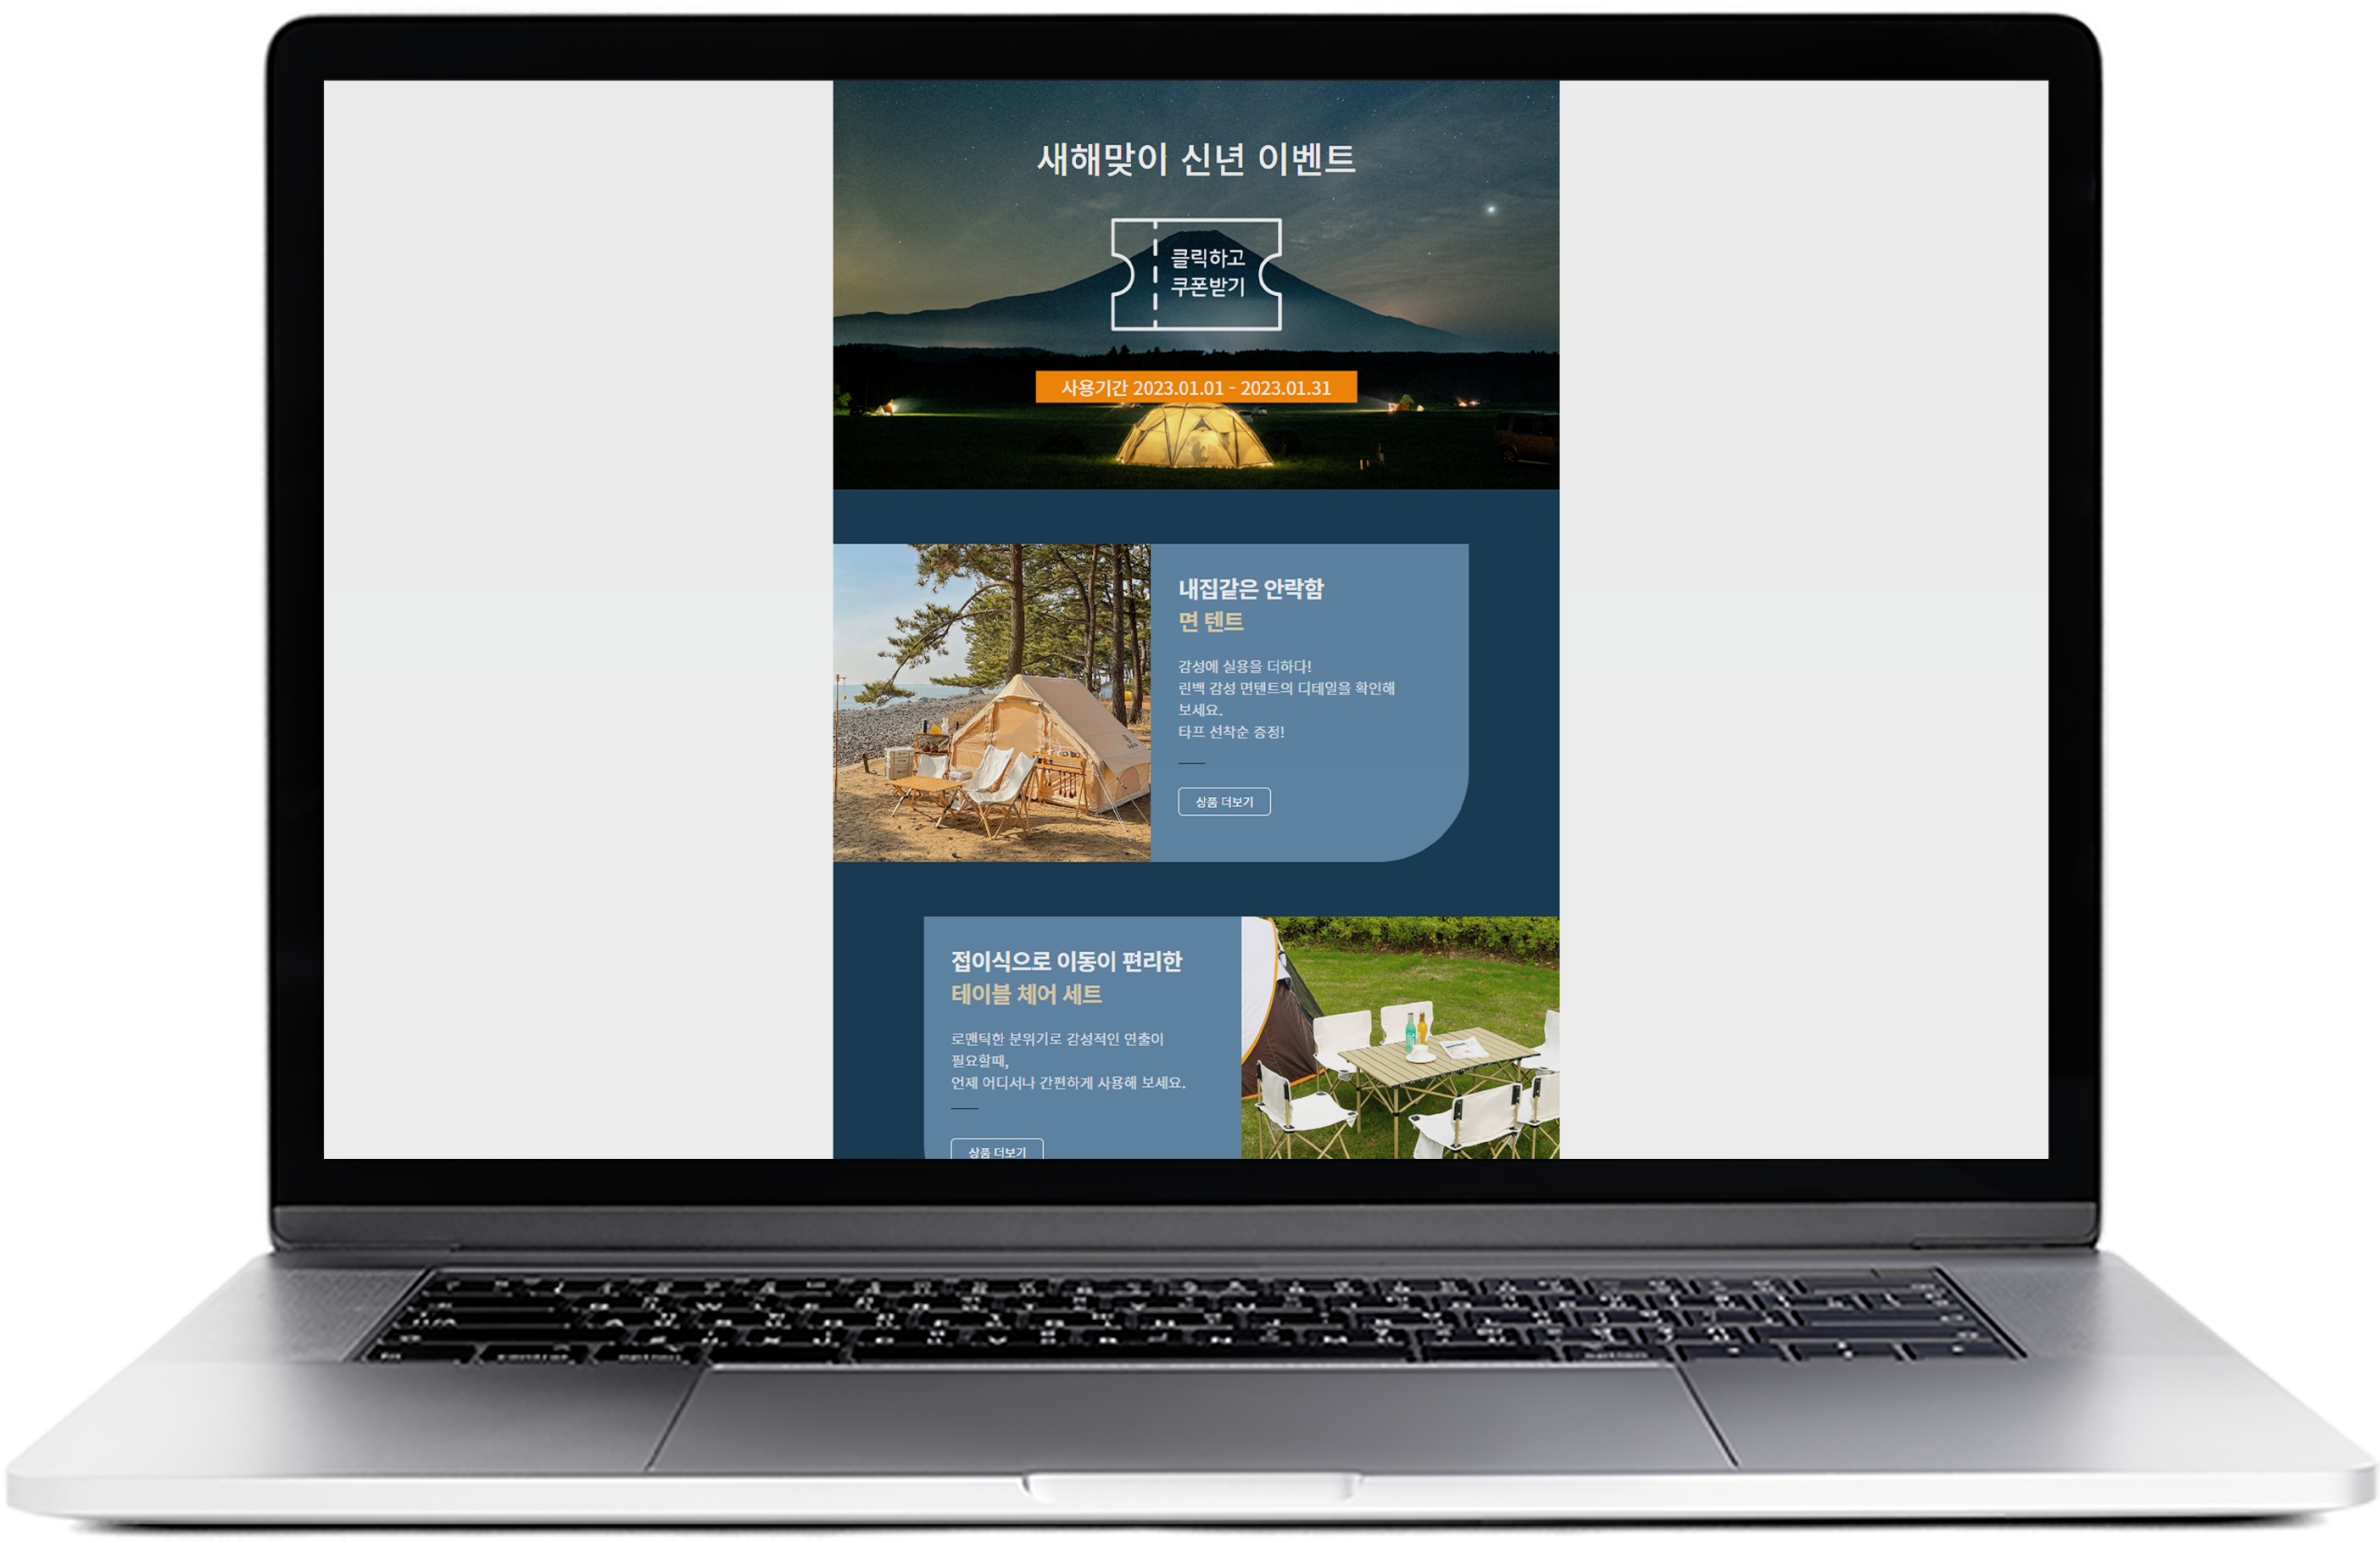 새해맞이 신년 이벤트
클릭하고
쿠폰받기
사용기간 2023.01.01 - 2023.01.31
내집같은 안락함
면 텐트
감성에 실용을 더하다!
린백 감성 면텐트의 디테일을 확인해
보세요.
타프 선착순 증정!
상품 더보기
접이식으로 이동이 편리한
테이블 체어 세트
로맨틱한 분위기로 감성적인 연출이
필요할때,
언제 어디서나 간편하게 사용해 보세요.
상품 더보기